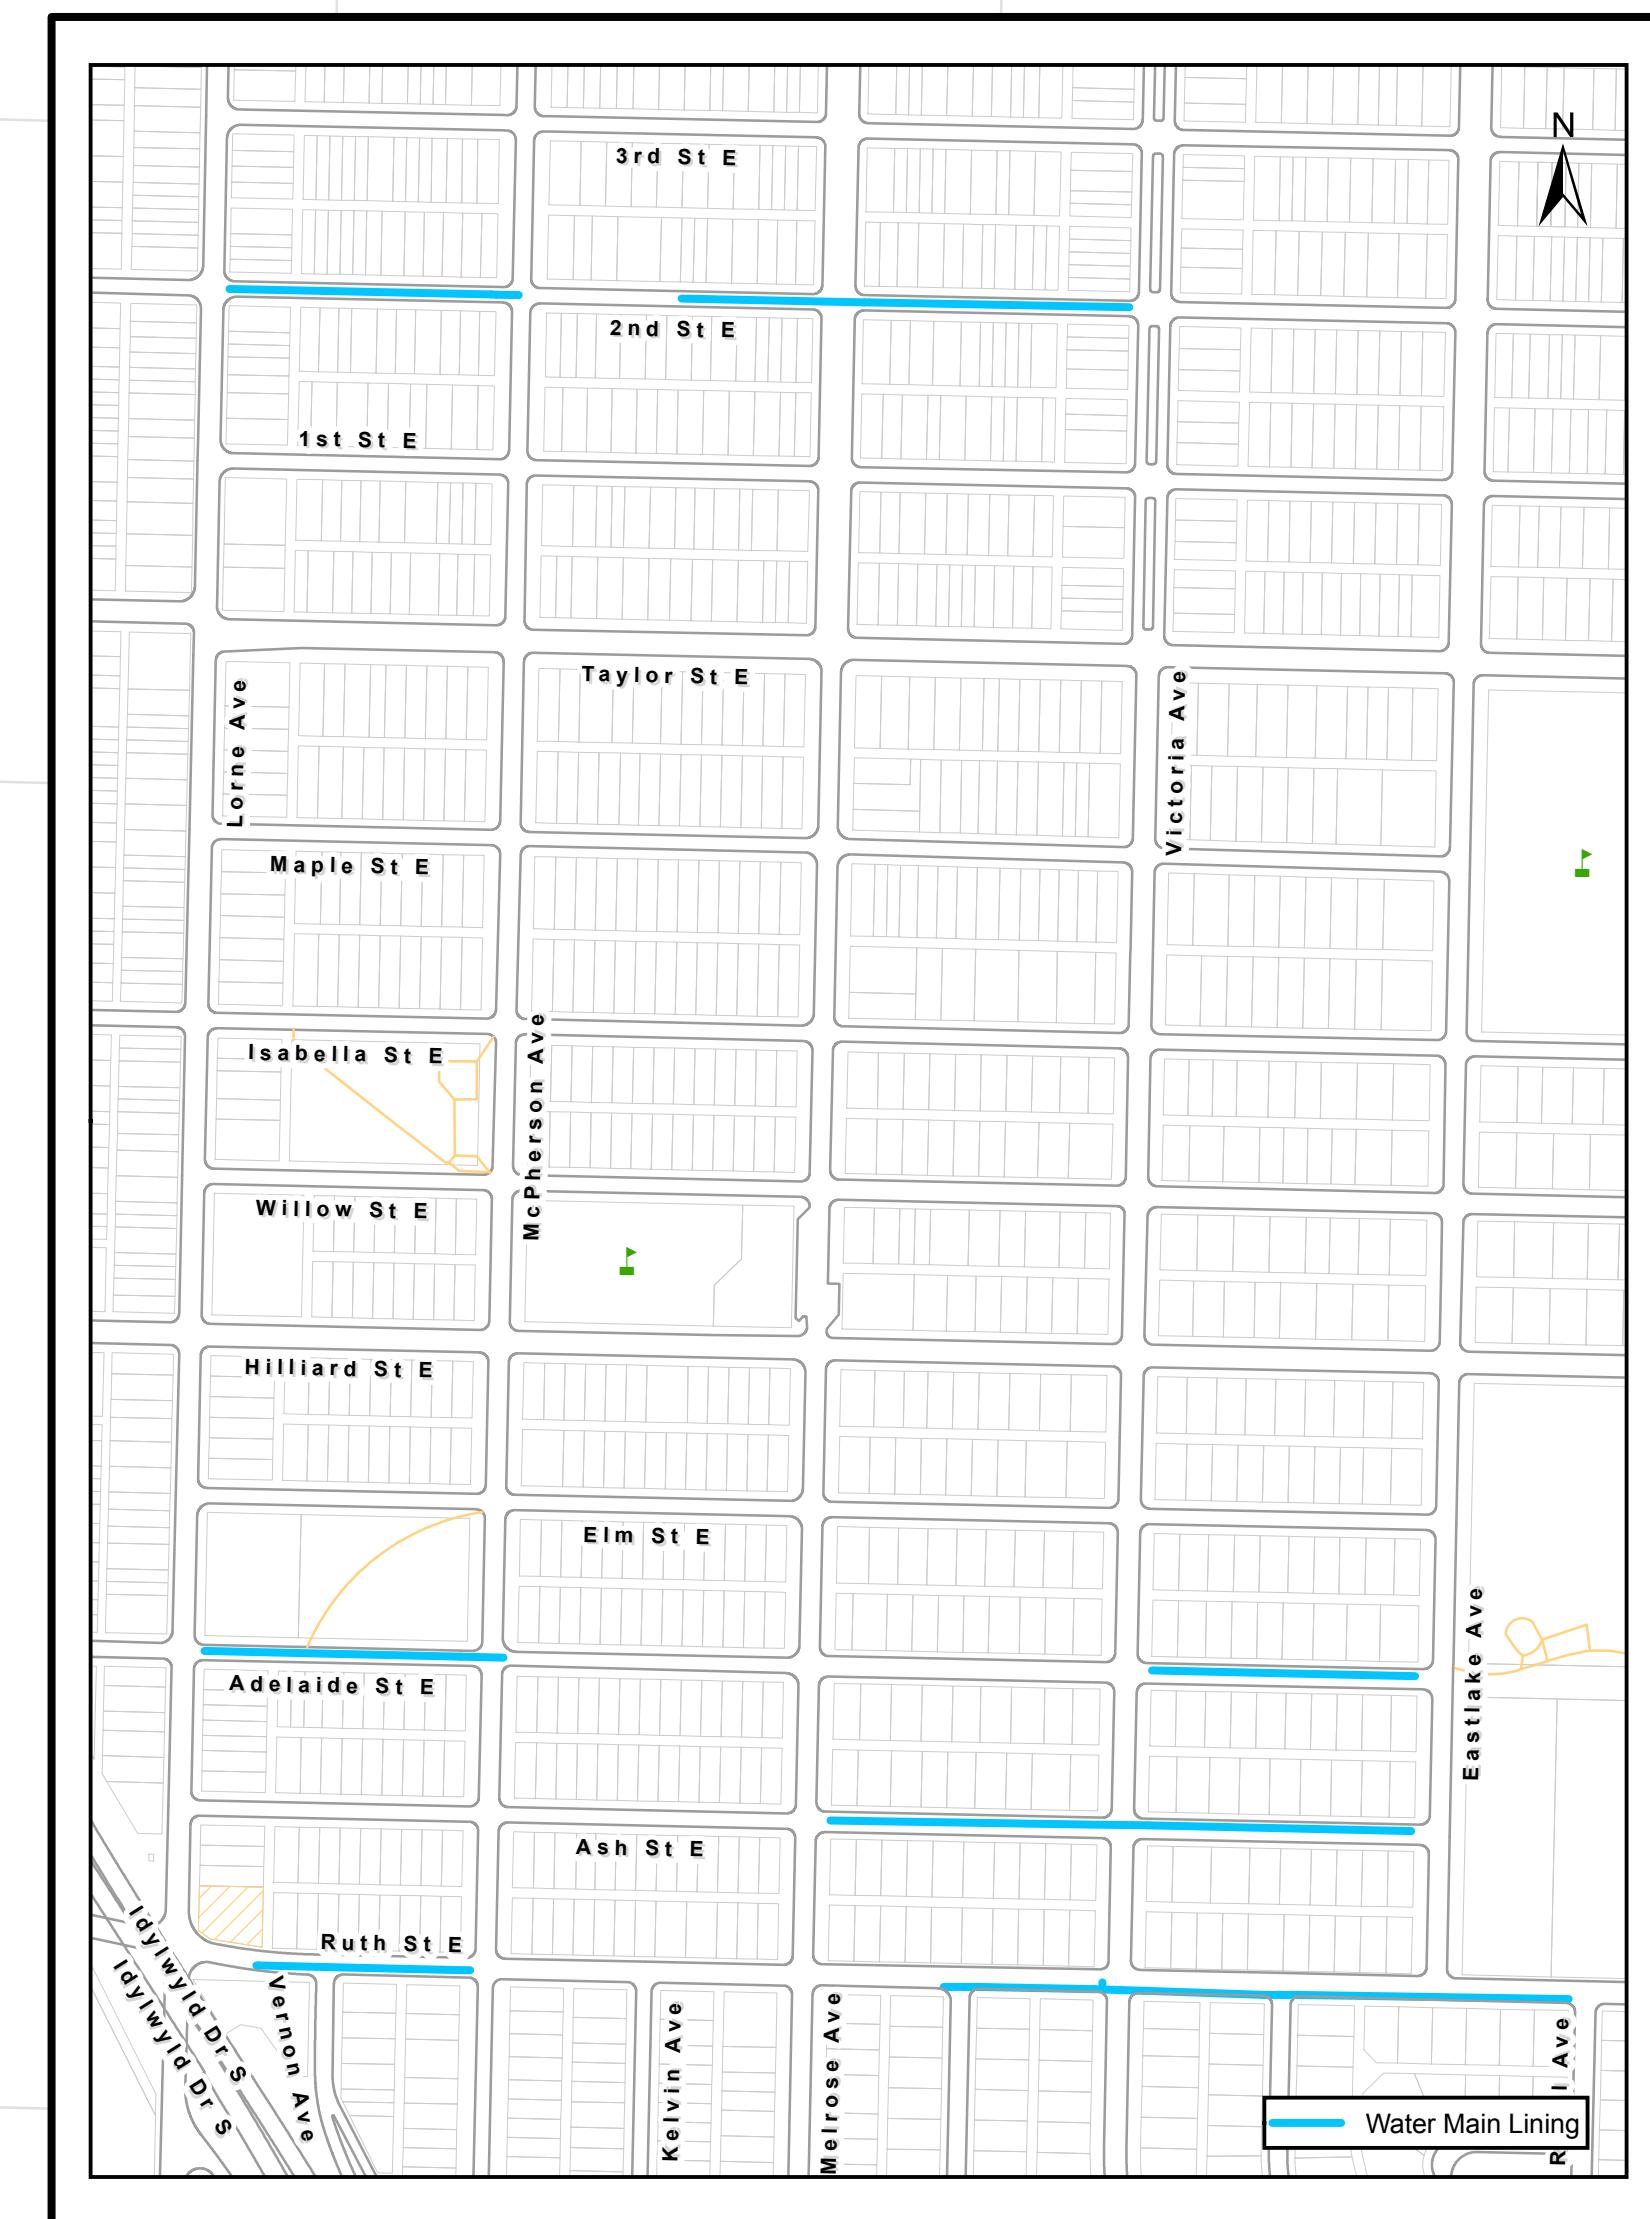 N
3rd St E
2nd St E
1st St E
Taylor St E
Lorne Ave
Victoria Ave
Maple St E
McPherson Ave
Isabella St E
Willow St E
Hilliard St E
Elm St E
Eastlake Ave
Adelaide St E
Ash St E
Ruth St E
Idylwyld Dr S
Idylwyld Dr S
Vernon Ave
Kelvin Ave
Melrose Ave
Ave
Water Main Lining